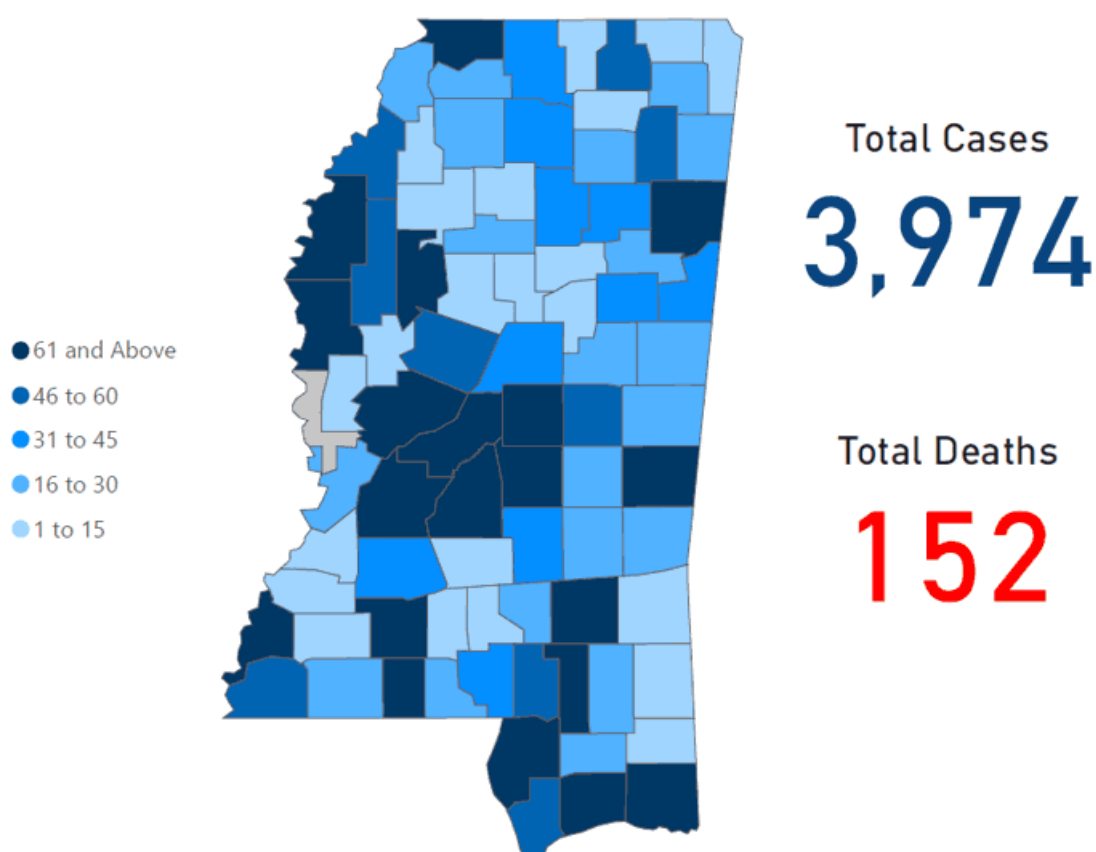 Total Cases
3,974
61 and Above
46 to 60
31 to 45
16 to 30
1 to 15
Total Deaths
152